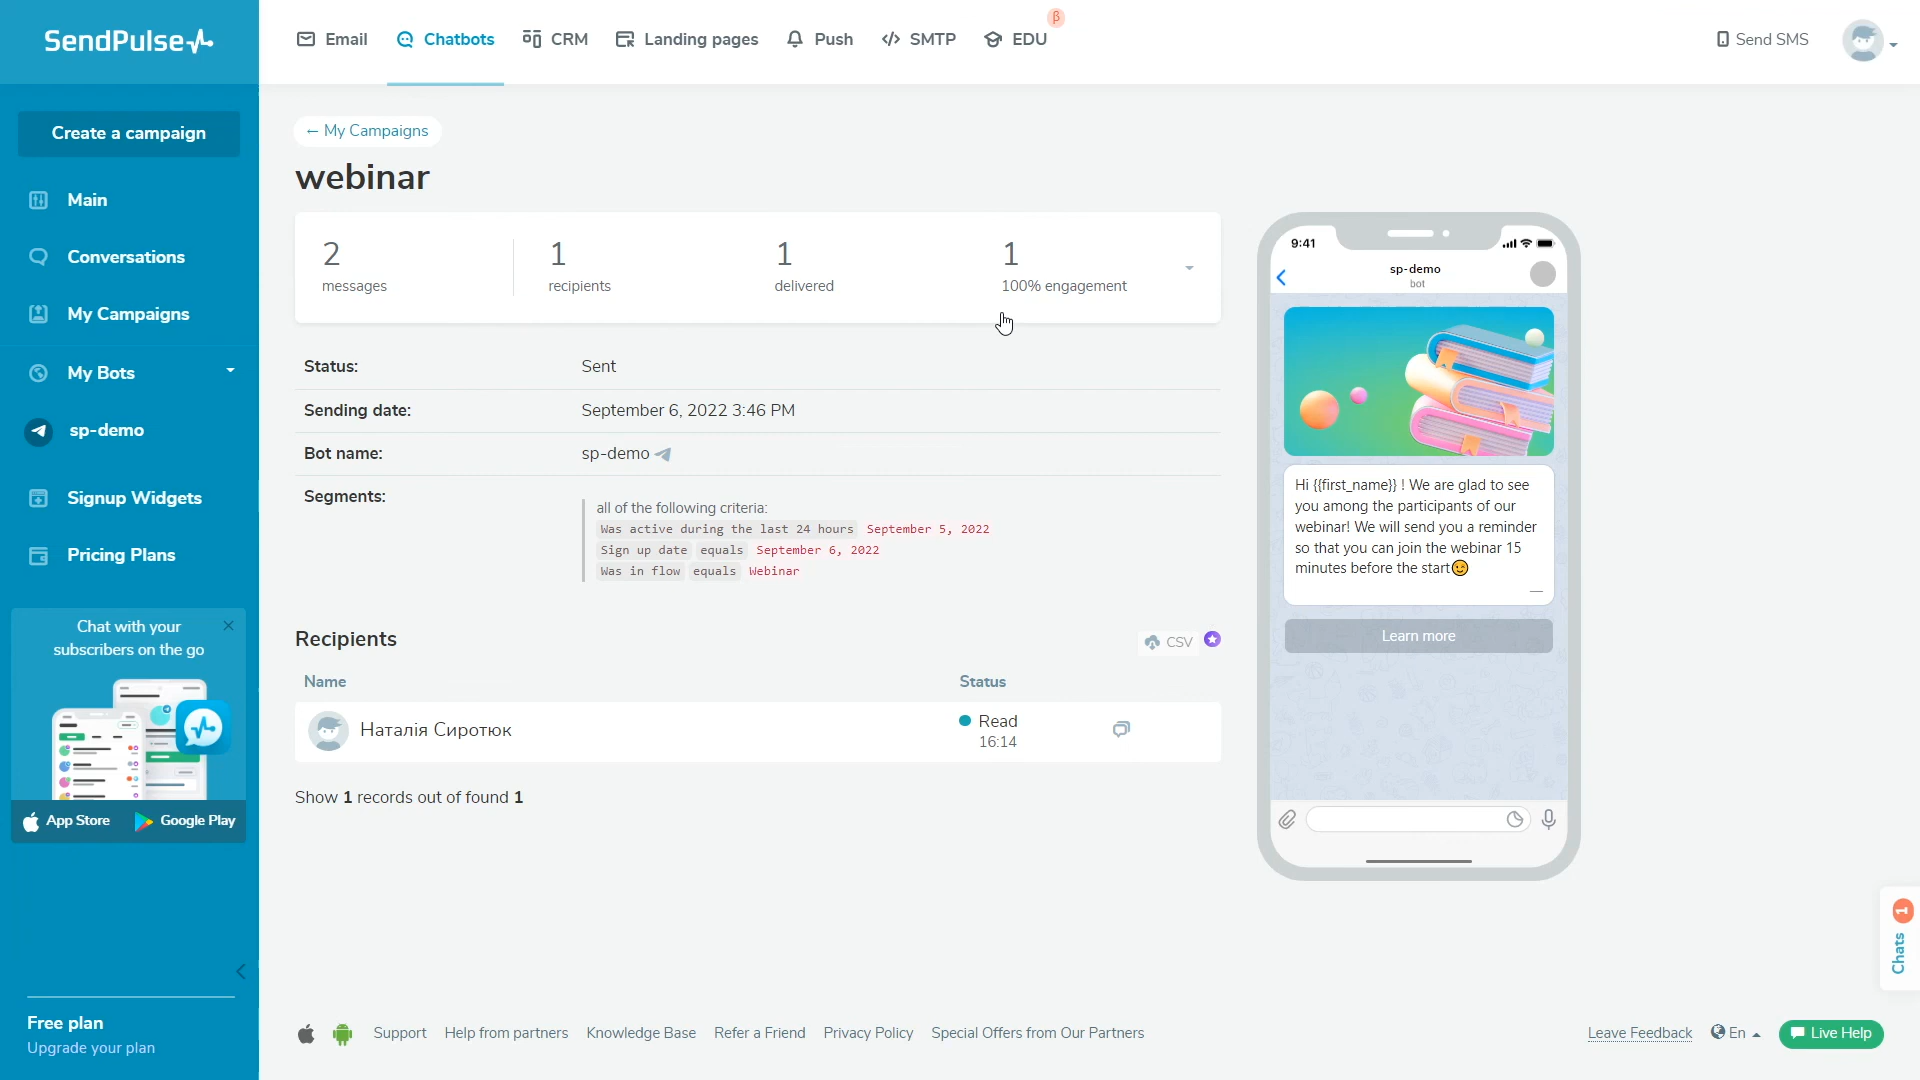 SendPulse
Email
Chatbots
CRM
Landing pages
Push
SMTP
EDU
β
Send SMS
Create a campaign
Main
Conversations
My Campaigns
My Bots
sp-demo
Signup Widgets
Pricing Plans
Chat with your
subscribers on the go
App Store
Google Play
Free plan
Upgrade your plan
← My Campaigns
webinar
2
messages
1
recipients
1
delivered
1
100% engagement
Status: Sent
Sending date: September 6, 2022 3:46 PM
Bot name: sp-demo
Segments:
all of the following criteria:
Was active during the last 24 hours September 5, 2022
Sign up date equals September 6, 2022
Was in flow equals Webinar
Recipients
CSV
Name Status
Наталія Сиротюк
Read
16:14
Show 1 records out of found 1
9:41
sp-demo
bot
Hi {{first_name}} ! We are glad to see
you among the participants of our
webinar! We will send you a reminder
so that you can join the webinar 15
minutes before the start😉
Learn more
Chats 1
Support
Help from partners
Knowledge Base
Refer a Friend
Privacy Policy
Special Offers from Our Partners
Leave Feedback
En
Live Help